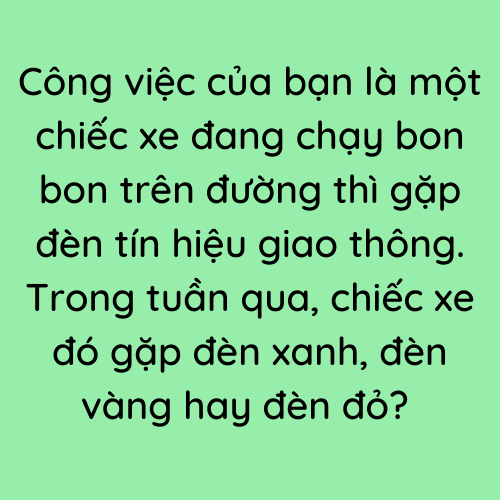 Công việc của bạn là một
chiếc xe đang chạy bon
bon trên đường thì gặp
đèn tín hiệu giao thông.
Trong tuần qua, chiếc xe
đó gặp đèn xanh, đèn
vàng hay đèn đỏ?